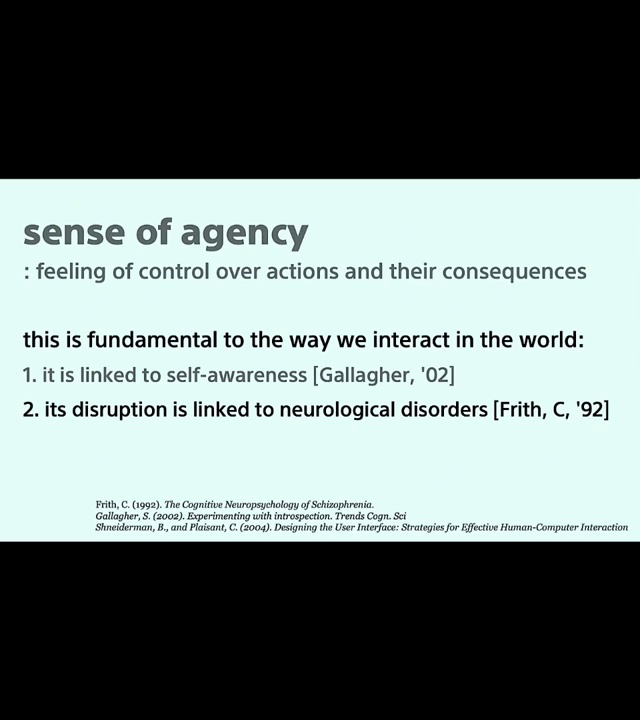 sense of agency
: feeling of control over actions and their consequences
this is fundamental to the way we interact in the world:
1. it is linked to self-awareness [Gallagher, '02]
2. its disruption is linked to neurological disorders [Frith, C, '92]
Frith, C. (1992). The Cognitive Neuropsychology of Schizophrenia.
Gallagher, S. (2002). Experimenting with introspection. Trends Cogn. Sci
Shneiderman, B., and Plaisant, C. (2004). Designing the User Interface: Strategies for Effective Human-Computer Interaction